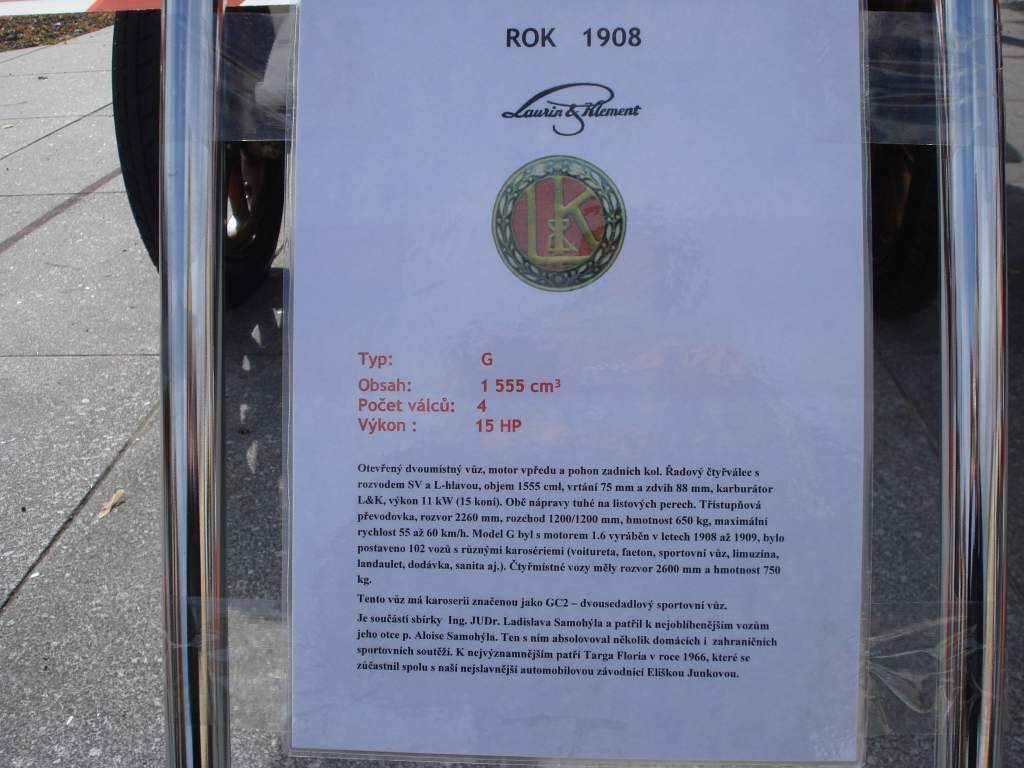 ROK 1908
Laurin & Klement
LK
Typ: G
Obsah: 1 555 cm³
Počet válců: 4
Výkon : 15 HP
Otevřený dvoumístný vůz, motor vpředu a pohon zadních kol. Řadový čtyřválec s
rozvodem SV a L-hlavou, objem 1555 cml, vrtání 75 mm a zdvih 88 mm, karburátor
L&K, výkon 11 kW (15 koní). Obě nápravy tuhé na listových perech. Třístupňová
převodovka, rozvor 2260 mm, rozchod 1200/1200 mm, hmotnost 650 kg, maximální
rychlost 55 až 60 km/h. Model G byl s motorem 1.6 vyráběn v letech 1908 až 1909, bylo
postaveno 102 vozů s různými karosériemi (voitureta, faeton, sportovní vůz, limuzína,
landaulet, dodávka, sanita aj.). Čtyřmístné vozy měly rozvor 2600 mm a hmotnost 750
kg.
Tento vůz má karoserii značenou jako GC2 – dvousedadlový sportovní vůz.
Je součástí sbírky Ing. JUDr. Ladislava Samohýla a patřil k nejoblíbenějším vozům
jeho otce p. Aloise Samohýla. Ten s ním absolvoval několik domácích i zahraničních
sportovních soutěží. K nejvýznamnějším patří Targa Floria v roce 1966, které se
zúčastnil spolu s naší nejslavnější automobilovou závodnicí Eliškou Junkovou.